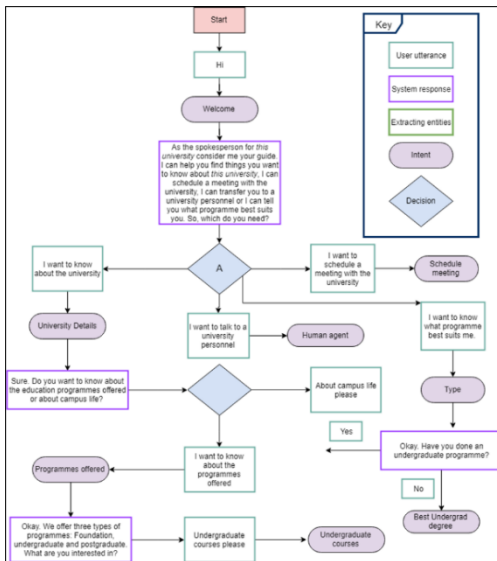 Start
Key
Hi
User utterance
System response
Welcome
Extracting entities
As the spokesperson for this
university consider me your guide.
I can help you find things you want
to know about this university, I can
schedule a meeting with the
university, I can transfer you to a
university personnel or I can tell
you what programme best suits
you. So, which do you need?
Intent
Decision
I want to know
about the university
A
I want to
schedule a
meeting with the
university
Schedule
meeting
University Details
I want to talk to a
university
personnel
Human agent
I want to know
what programme
best suits me.
Sure. Do you want to know about
the education programmes offered
or about campus life?
About campus life
please
Type
Yes
Okay. Have you done an
undergraduate programme?
Programmes offered
I want to know
about the
programmes
offered
No
Best Undergrad
degree
Okay. We offer three types of
programmes: Foundation,
undergraduate and postgraduate.
What are you interested in?
Undergraduate
courses please
Undergraduate
courses